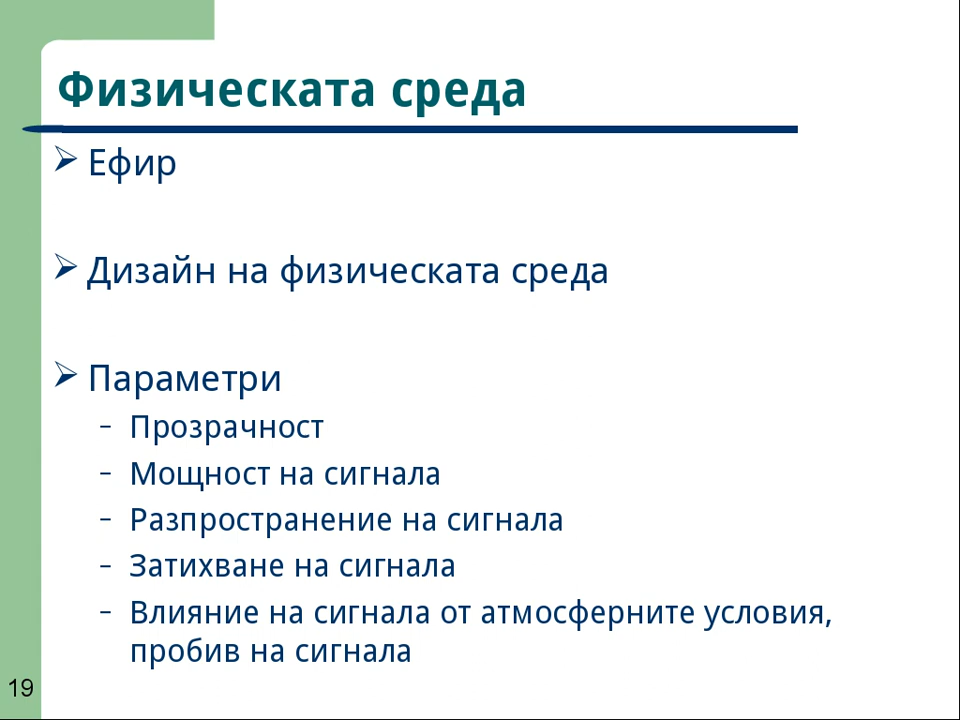 Физическата среда
Ефир
Дизайн на физическата среда
Параметри
– Прозрачност
– Мощност на сигнала
– Разпространение на сигнала
– Затихване на сигнала
– Влияние на сигнала от атмосферните условия,
пробив на сигнала
19